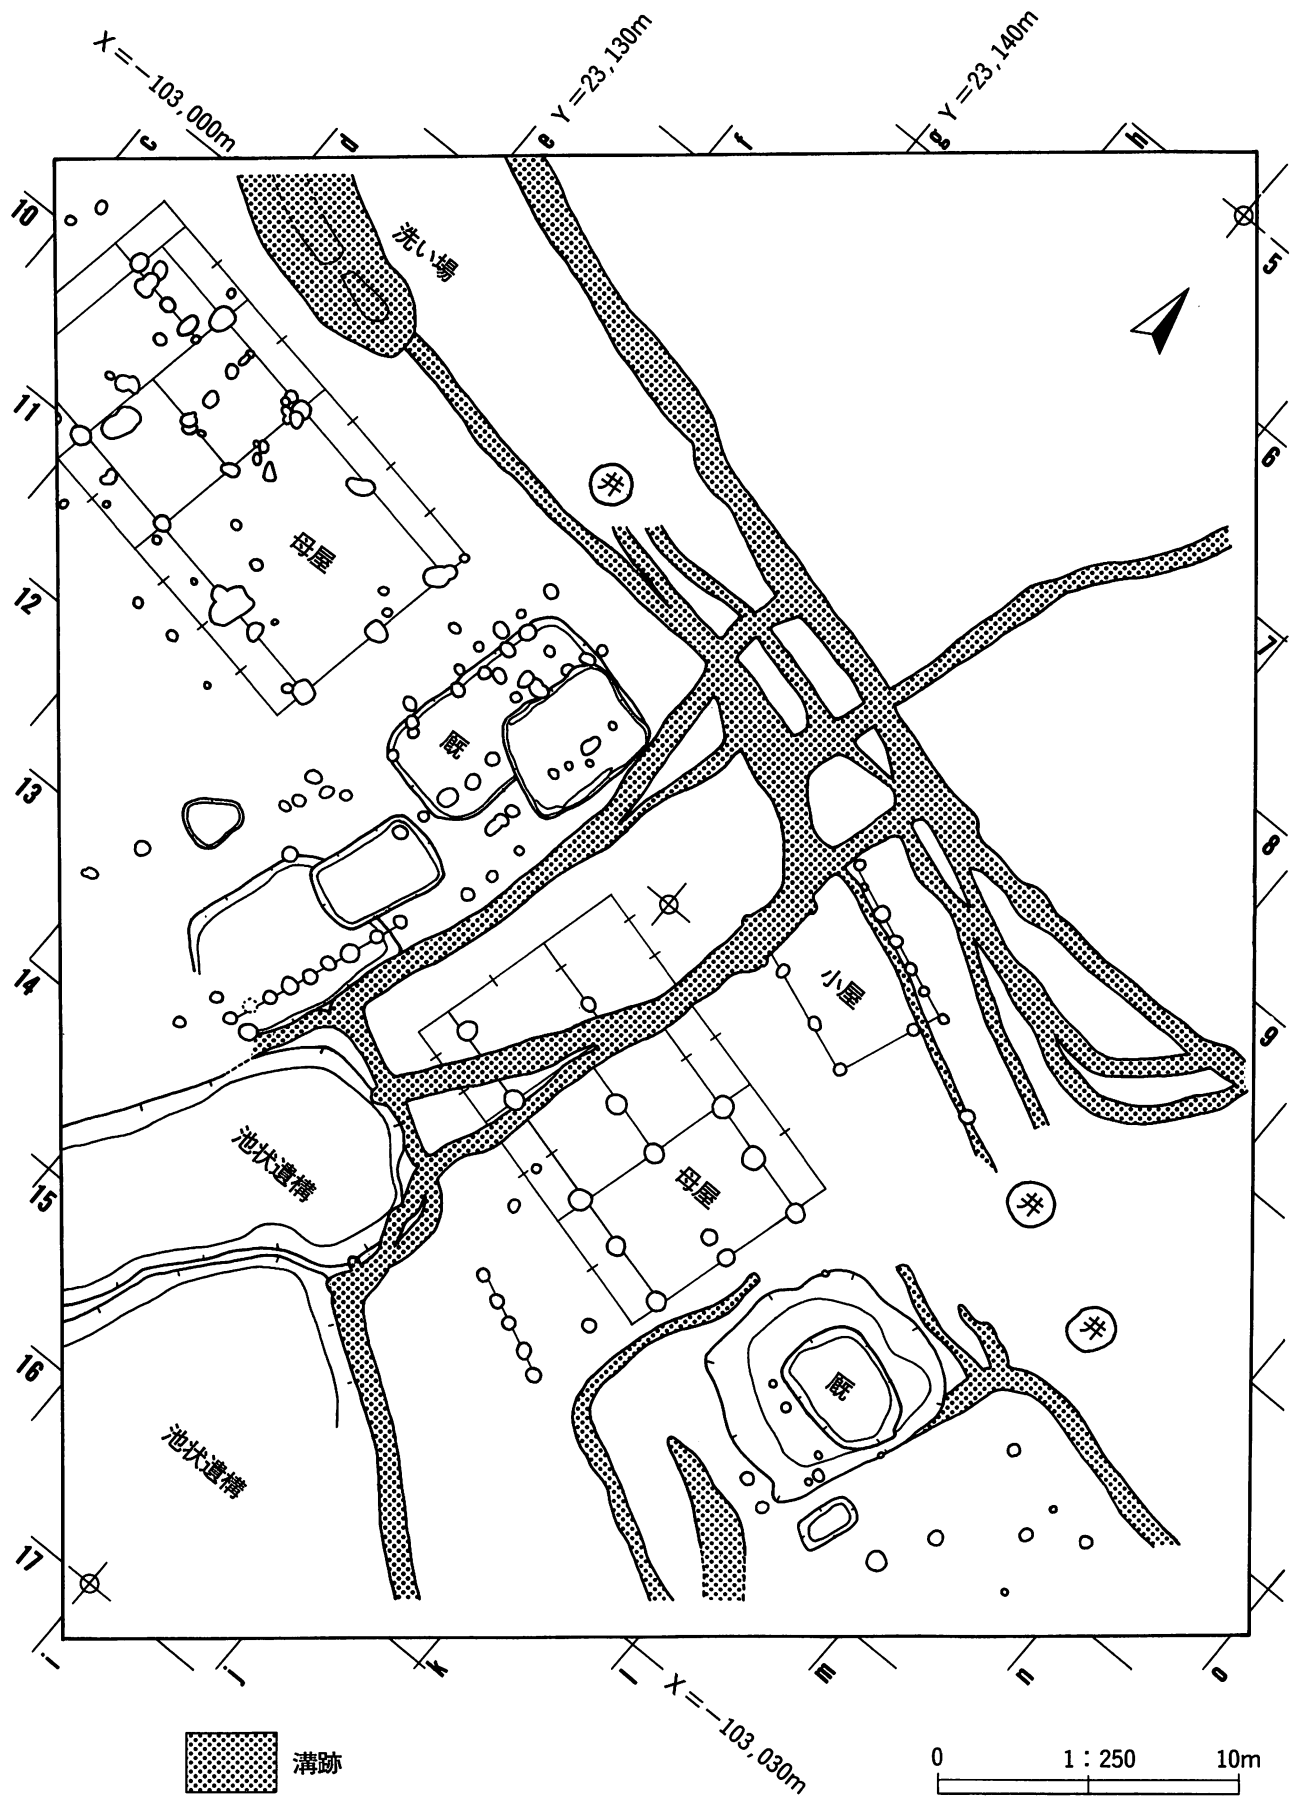 X=-103,000m
Y=23,130m
Y=23,140m
c
d
e
f
g
h
10
11
12
13
14
15
16
17
5
6
7
8
9
洗い場
井
母屋
厩
小屋
池状遺構
母屋
井
井
厩
池状遺構
i
j
k
l
m
n
o
X=-103,030m
溝跡
0 1:250 10m